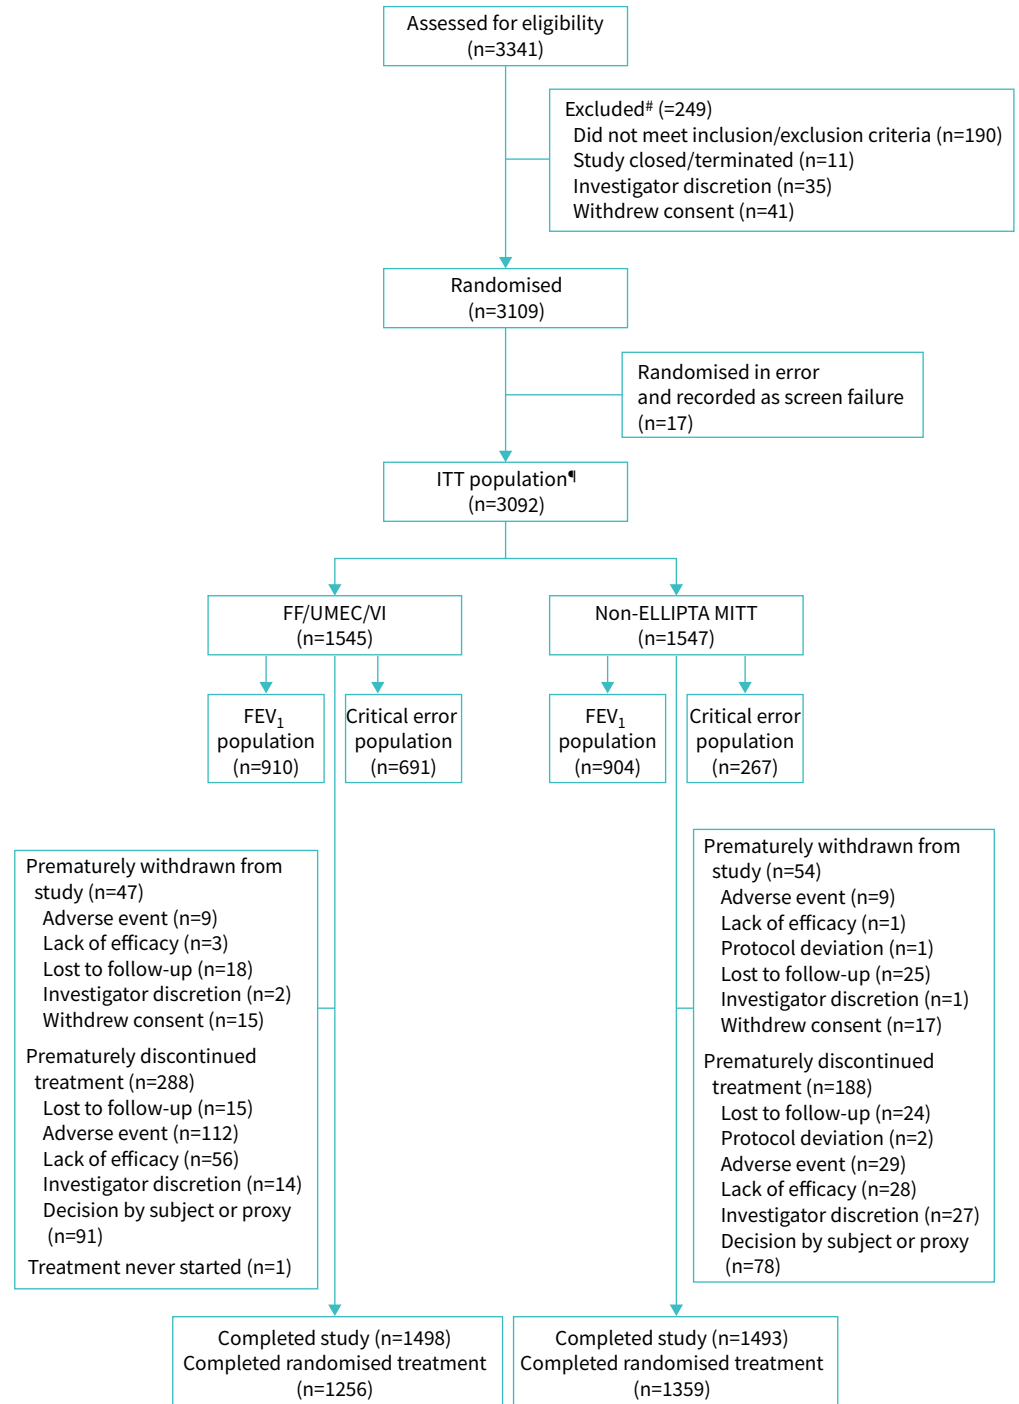 Assessed for eligibility
(n=3341)
Excluded# (=249)
Did not meet inclusion/exclusion criteria (n=190)
Study closed/terminated (n=11)
Investigator discretion (n=35)
Withdrew consent (n=41)
Randomised
(n=3109)
Randomised in error
and recorded as screen failure
(n=17)
ITT population¶
(n=3092)
FF/UMEC/VI
(n=1545)
Non-ELLIPTA MITT
(n=1547)
FEV1
population
(n=910)
Critical error
population
(n=691)
FEV1
population
(n=904)
Critical error
population
(n=267)
Prematurely withdrawn from
study (n=47)
Adverse event (n=9)
Lack of efficacy (n=3)
Lost to follow-up (n=18)
Investigator discretion (n=2)
Withdrew consent (n=15)
Prematurely discontinued
treatment (n=288)
Lost to follow-up (n=15)
Adverse event (n=112)
Lack of efficacy (n=56)
Investigator discretion (n=14)
Decision by subject or proxy
(n=91)
Treatment never started (n=1)
Prematurely withdrawn from
study (n=54)
Adverse event (n=9)
Lack of efficacy (n=1)
Protocol deviation (n=1)
Lost to follow-up (n=25)
Investigator discretion (n=1)
Withdrew consent (n=17)
Prematurely discontinued
treatment (n=188)
Lost to follow-up (n=24)
Protocol deviation (n=2)
Adverse event (n=29)
Lack of efficacy (n=28)
Investigator discretion (n=27)
Decision by subject or proxy
(n=78)
Completed study (n=1498)
Completed randomised treatment
(n=1256)
Completed study (n=1493)
Completed randomised treatment
(n=1359)